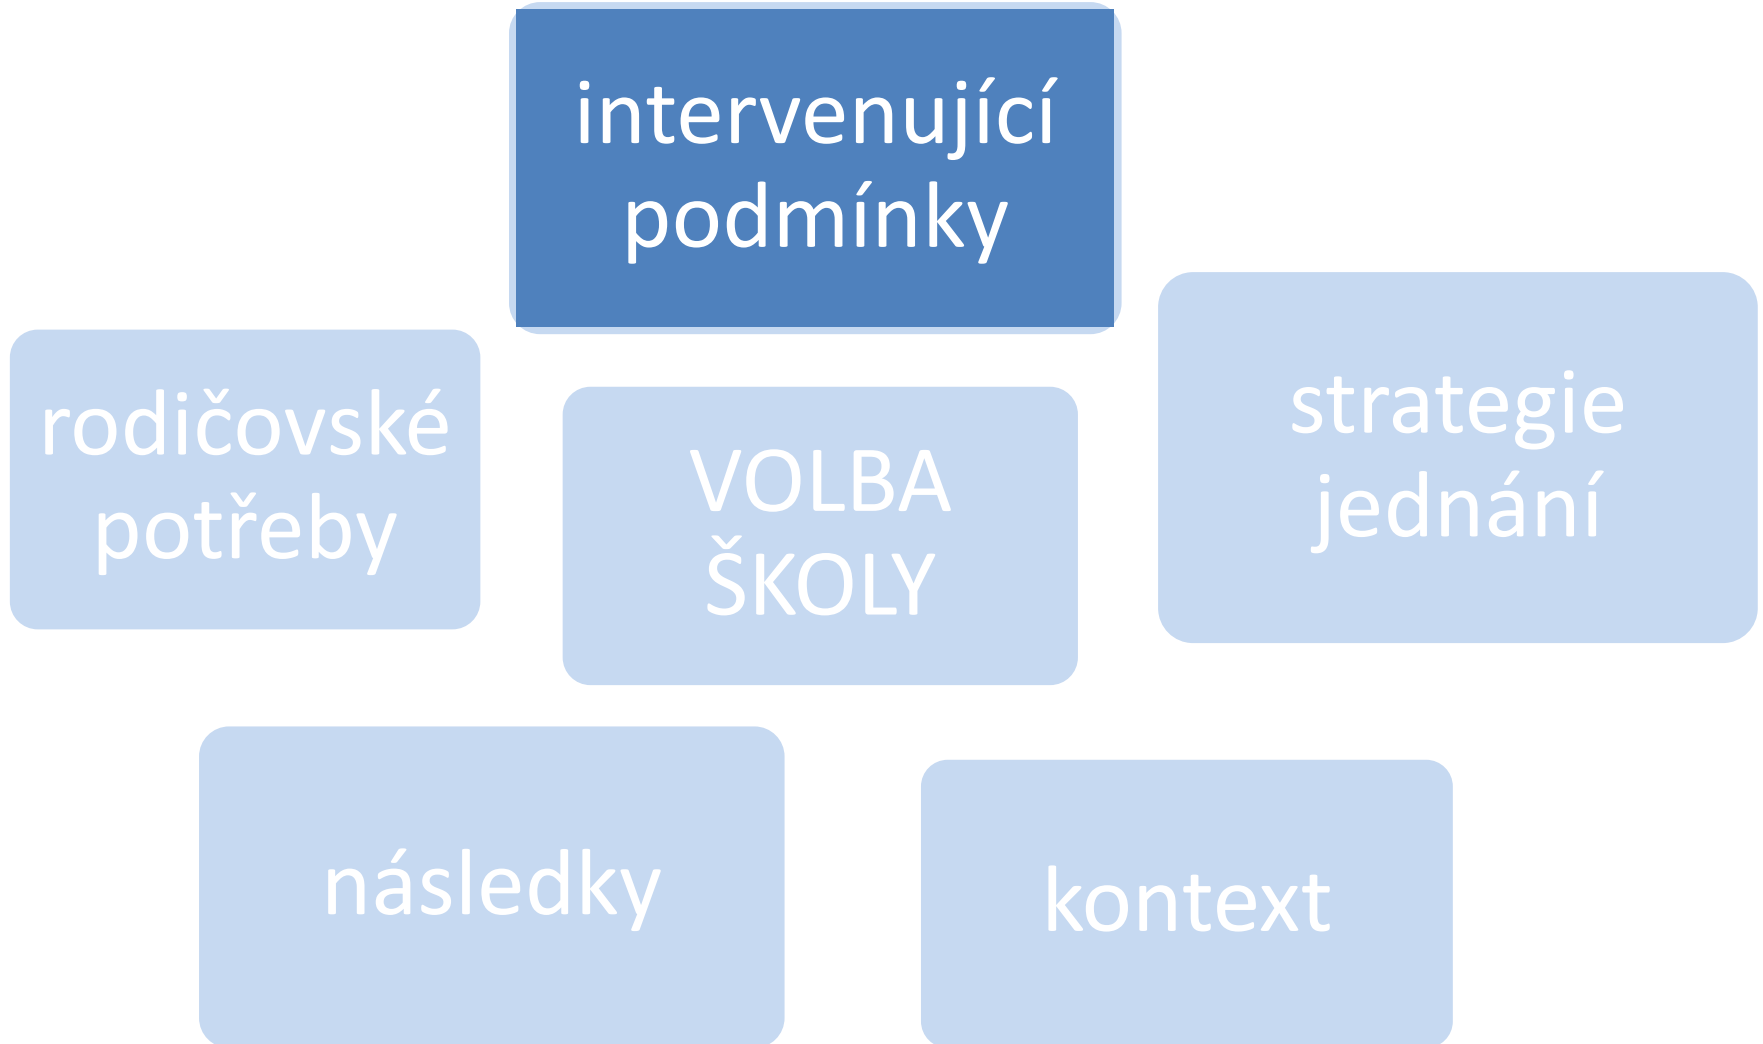 intervenující
podmínky
rodičovské
potřeby
VOLBA
ŠKOLY
strategie
jednání
následky
kontext